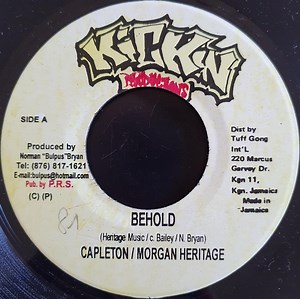 KICKIN
PRODUCTIONS
SIDE A
Produced by
Norman "Bulpus" Bryan
Tel: (876) 817-1621
E-mail:bulpus@hotmail.com
Pub. by P.R.S.
(C) (P)
Dist by
Tuff Gong
Int'L
220 Marcus
Gervey Dr.
Kgn 11,
Kgn. Jamaica
Made in
Jamaica
BEHOLD
(Heritage Music / c. Bailey / N. Bryan)
CAPLETON / MORGAN HERITAGE